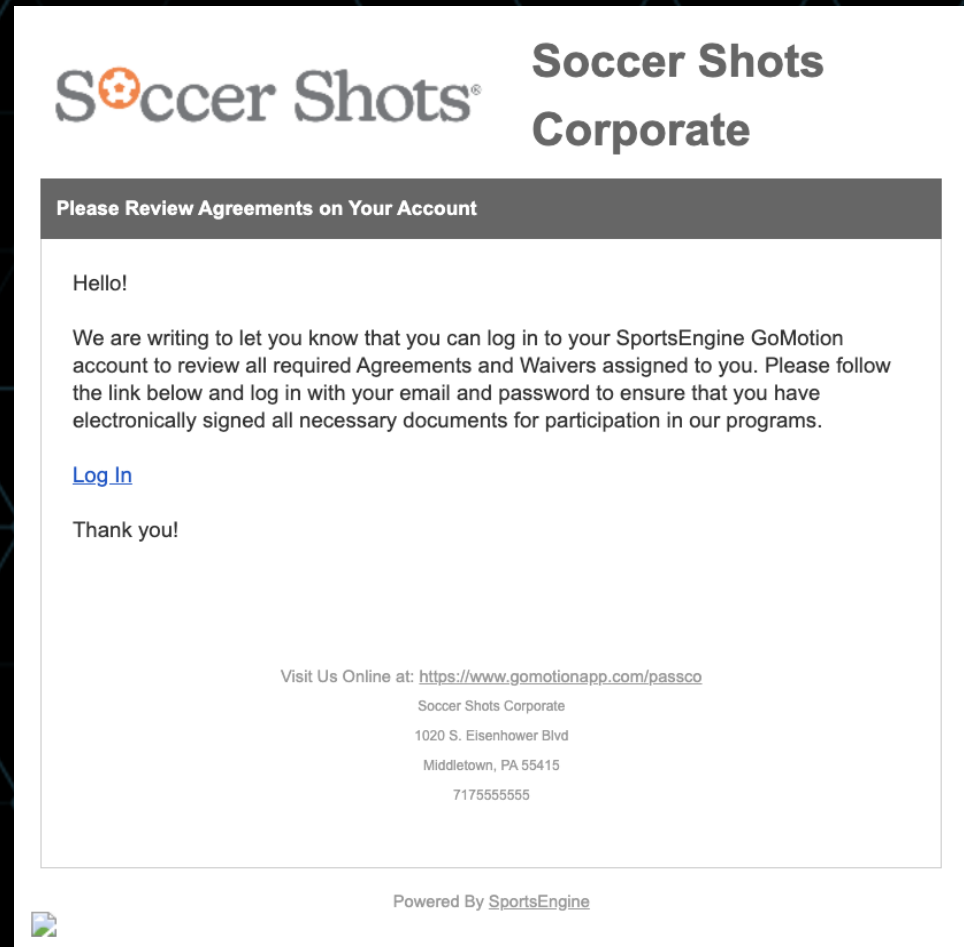 Soccer Shots®
Soccer Shots
Corporate
Please Review Agreements on Your Account
Hello!
We are writing to let you know that you can log in to your SportsEngine GoMotion
account to review all required Agreements and Waivers assigned to you. Please follow
the link below and log in with your email and password to ensure that you have
electronically signed all necessary documents for participation in our programs.
Log In
Thank you!
Visit Us Online at: https://www.gomotionapp.com/passco
Soccer Shots Corporate
1020 S. Eisenhower Blvd
Middletown, PA 55415
7175555555
Powered By SportsEngine